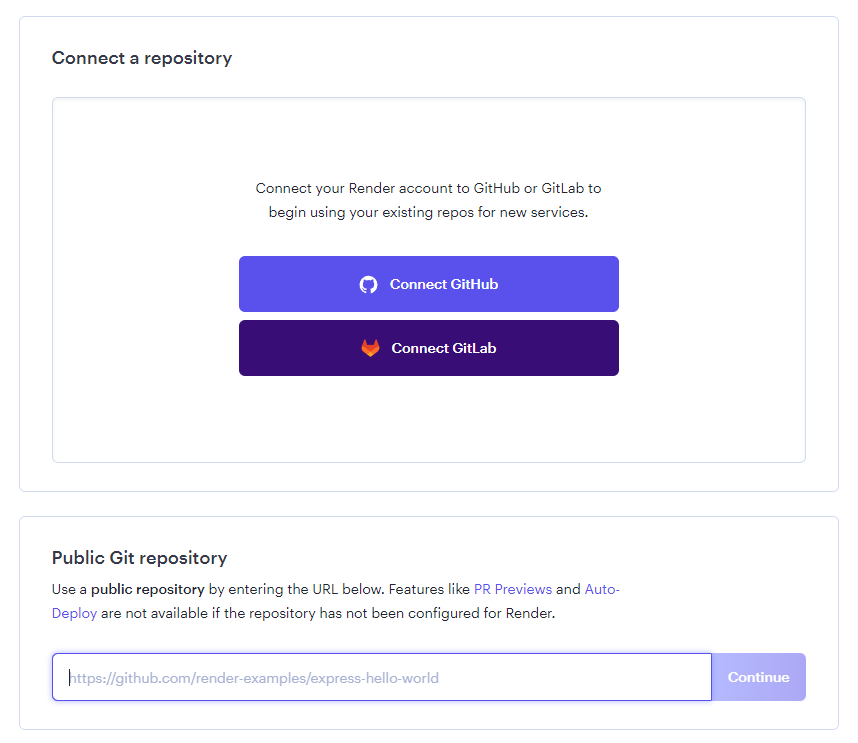 Connect a repository
Connect your Render account to GitHub or GitLab to
begin using your existing repos for new services.
Connect GitHub
Connect GitLab
Public Git repository
Use a public repository by entering the URL below. Features like PR Previews and Auto-
Deploy are not available if the repository has not been configured for Render.
https://github.com/render-examples/express-hello-world
Continue